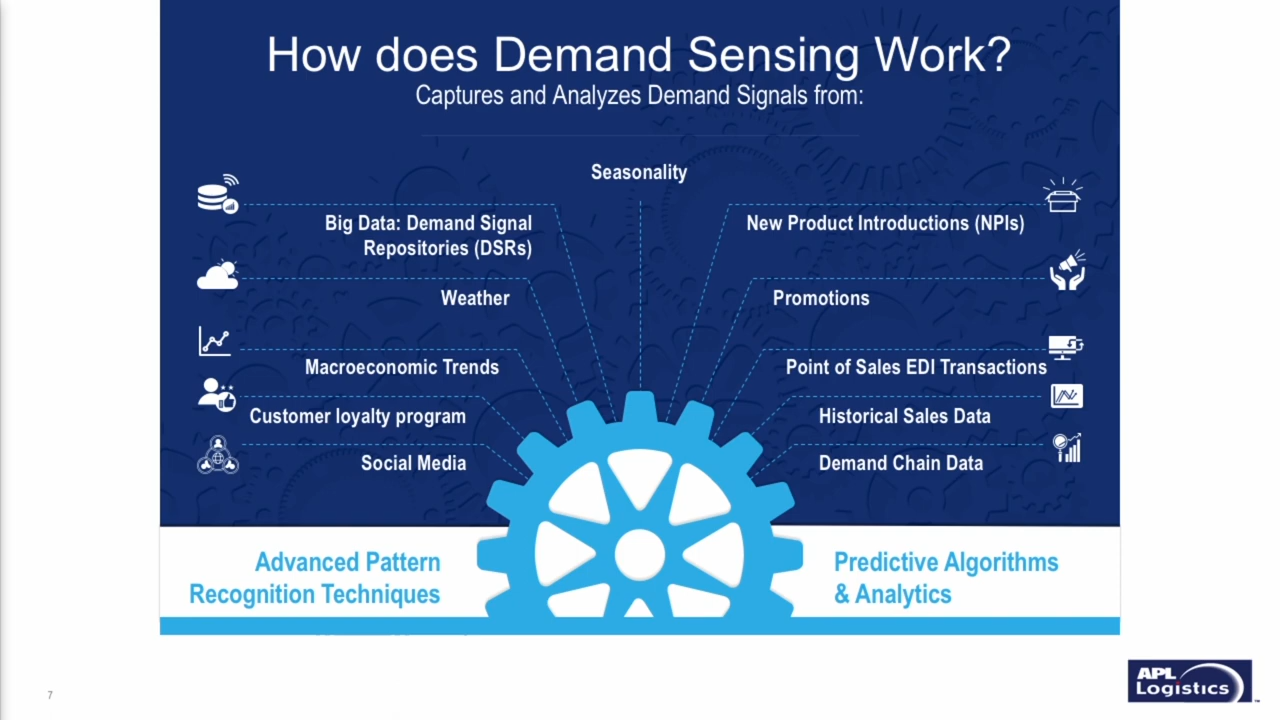 How does Demand Sensing Work?
Captures and Analyzes Demand Signals from:
Seasonality
Big Data: Demand Signal
Repositories (DSRs)
Weather
Macroeconomic Trends
Customer loyalty program
Social Media
New Product Introductions (NPIs)
Promotions
Point of Sales EDI Transactions
Historical Sales Data
Demand Chain Data
Advanced Pattern
Recognition Techniques
Predictive Algorithms
& Analytics
7
APL
Logistics
™